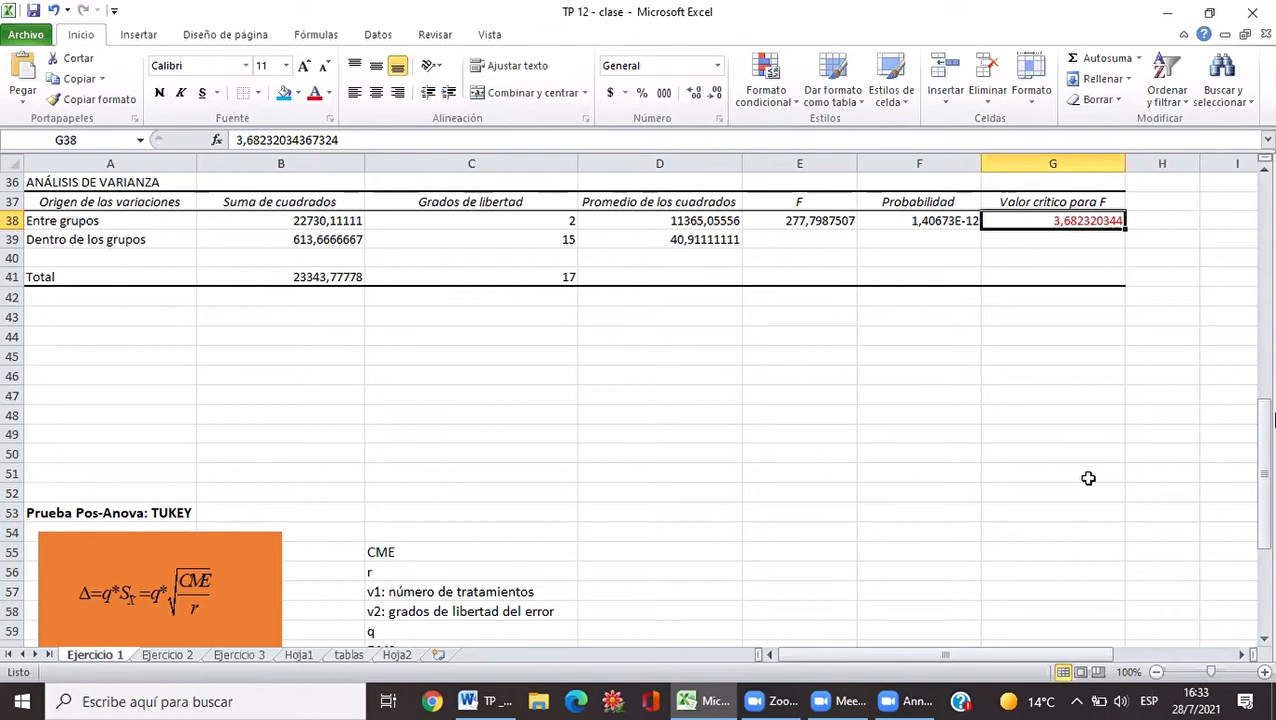 TP 12 - clase - Microsoft Excel
Archivo Inicio Insertar Diseño de página Fórmulas Datos Revisar Vista
Pegar
Cortar
Copiar
Copiar formato
Portapapeles
Calibri 11
N K S
Fuente
Ajustar texto
Combinar y centrar
Alineación
General
$ % 000
Número
Formato condicional
Dar formato como tabla
Estilos de celda
Estilos
Insertar Eliminar Formato
Celdas
Autosuma
Rellenar
Borrar
Ordenar y filtrar
Buscar y seleccionar
Modificar
G38 fx 3,68232034367324
A B C D E F G H I
36 ANÁLISIS DE VARIANZA
37 Origen de las variaciones Suma de cuadrados Grados de libertad Promedio de los cuadrados F Probabilidad Valor crítico para F
38 Entre grupos 22730,11111 2 11365,05556 277,7987507 1,40673E-12 3,682320344
39 Dentro de los grupos 613,6666667 15 40,91111111
40
41 Total 23343,77778 17
42
43
44
45
46
47
48
49
50
51
52
53 Prueba Pos-Anova: TUKEY
54
55 CME
56 r
57 v1: número de tratamientos
58 v2: grados de libertad del error
59 q
Δ=q*Sx̄=q*√(CME/r)
Ejercicio 1 Ejercicio 2 Ejercicio 3 Hoja1 tablas Hoja2
Listo 100%
Escribe aquí para buscar
TP _... Mic... Zoo... Mee... Ann...
14°C ESP
16:33
28/7/2021